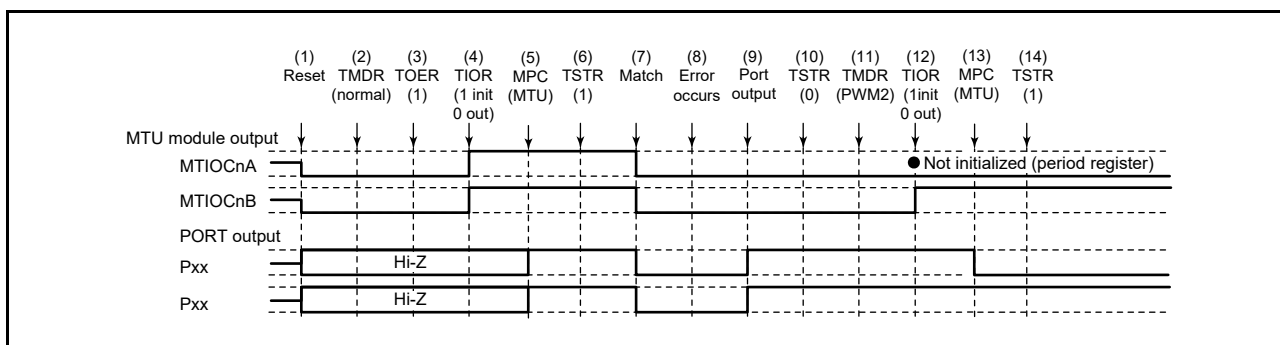 (1) (2) (3) (4) (5) (6) (7) (8) (9) (10) (11) (12) (13) (14)
Reset TMDR TOER TIOR MPC TSTR Match Error Port TSTR TMDR TIOR MPC TSTR
(normal) (1) (1 init (MTU) (1) occurs output (0) (PWM2) (1init (MTU) (1)
0 out) 0 out)
MTU module output
MTIOCnA
Not initialized (period register)
MTIOCnB
PORT output
Pxx Hi-Z
Pxx Hi-Z